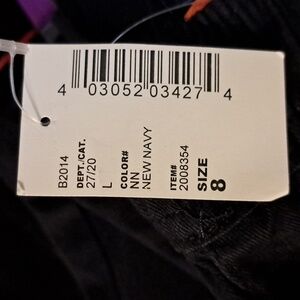 4 03052 03427 4
B2014
DEPT./CAT.
27/20
L
COLOR#
NN
NEW NAVY
ITEM#
2008354
SIZE
8